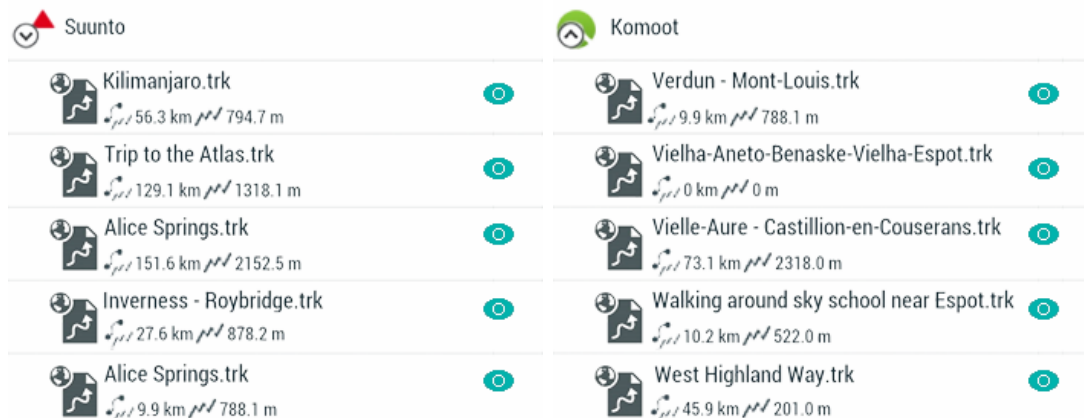 Suunto
Kilimanjaro.trk
56.3 km 794.7 m
Trip to the Atlas.trk
129.1 km 1318.1 m
Alice Springs.trk
151.6 km 2152.5 m
Inverness - Roybridge.trk
27.6 km 878.2 m
Alice Springs.trk
9.9 km 788.1 m
Komoot
Verdun - Mont-Louis.trk
9.9 km 788.1 m
Vielha-Aneto-Benaske-Vielha-Espot.trk
0 km 0 m
Vielle-Aure - Castillion-en-Couserans.trk
73.1 km 2318.0 m
Walking around sky school near Espot.trk
10.2 km 522.0 m
West Highland Way.trk
45.9 km 201.0 m